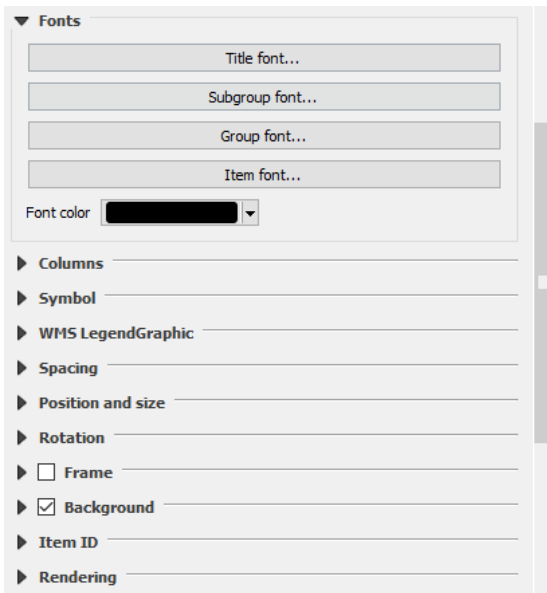 Fonts
Title font...
Subgroup font...
Group font...
Item font...
Font color
Columns
Symbol
WMS LegendGraphic
Spacing
Position and size
Rotation
Frame
Background
Item ID
Rendering